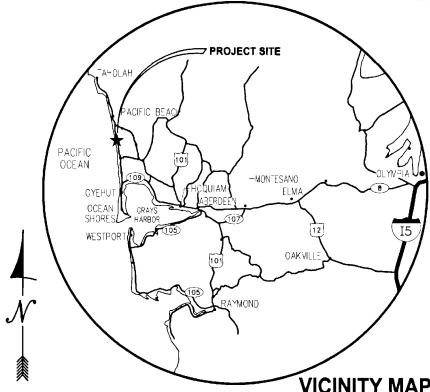 PROJECT SITE
TAHOLAH
PACIFIC BEACH
PACIFIC
OCEAN
101
109
HOQUIAM
ABERDEEN
MONTESANO
ELMA
OLYMPIA
8
GYEHUT
OCEAN
SHORES
GRAYS
HARBOR
107
WESTPORT
105
12
I5
101
OAKVILLE
105
RAYMOND
N
VICINITY MAP